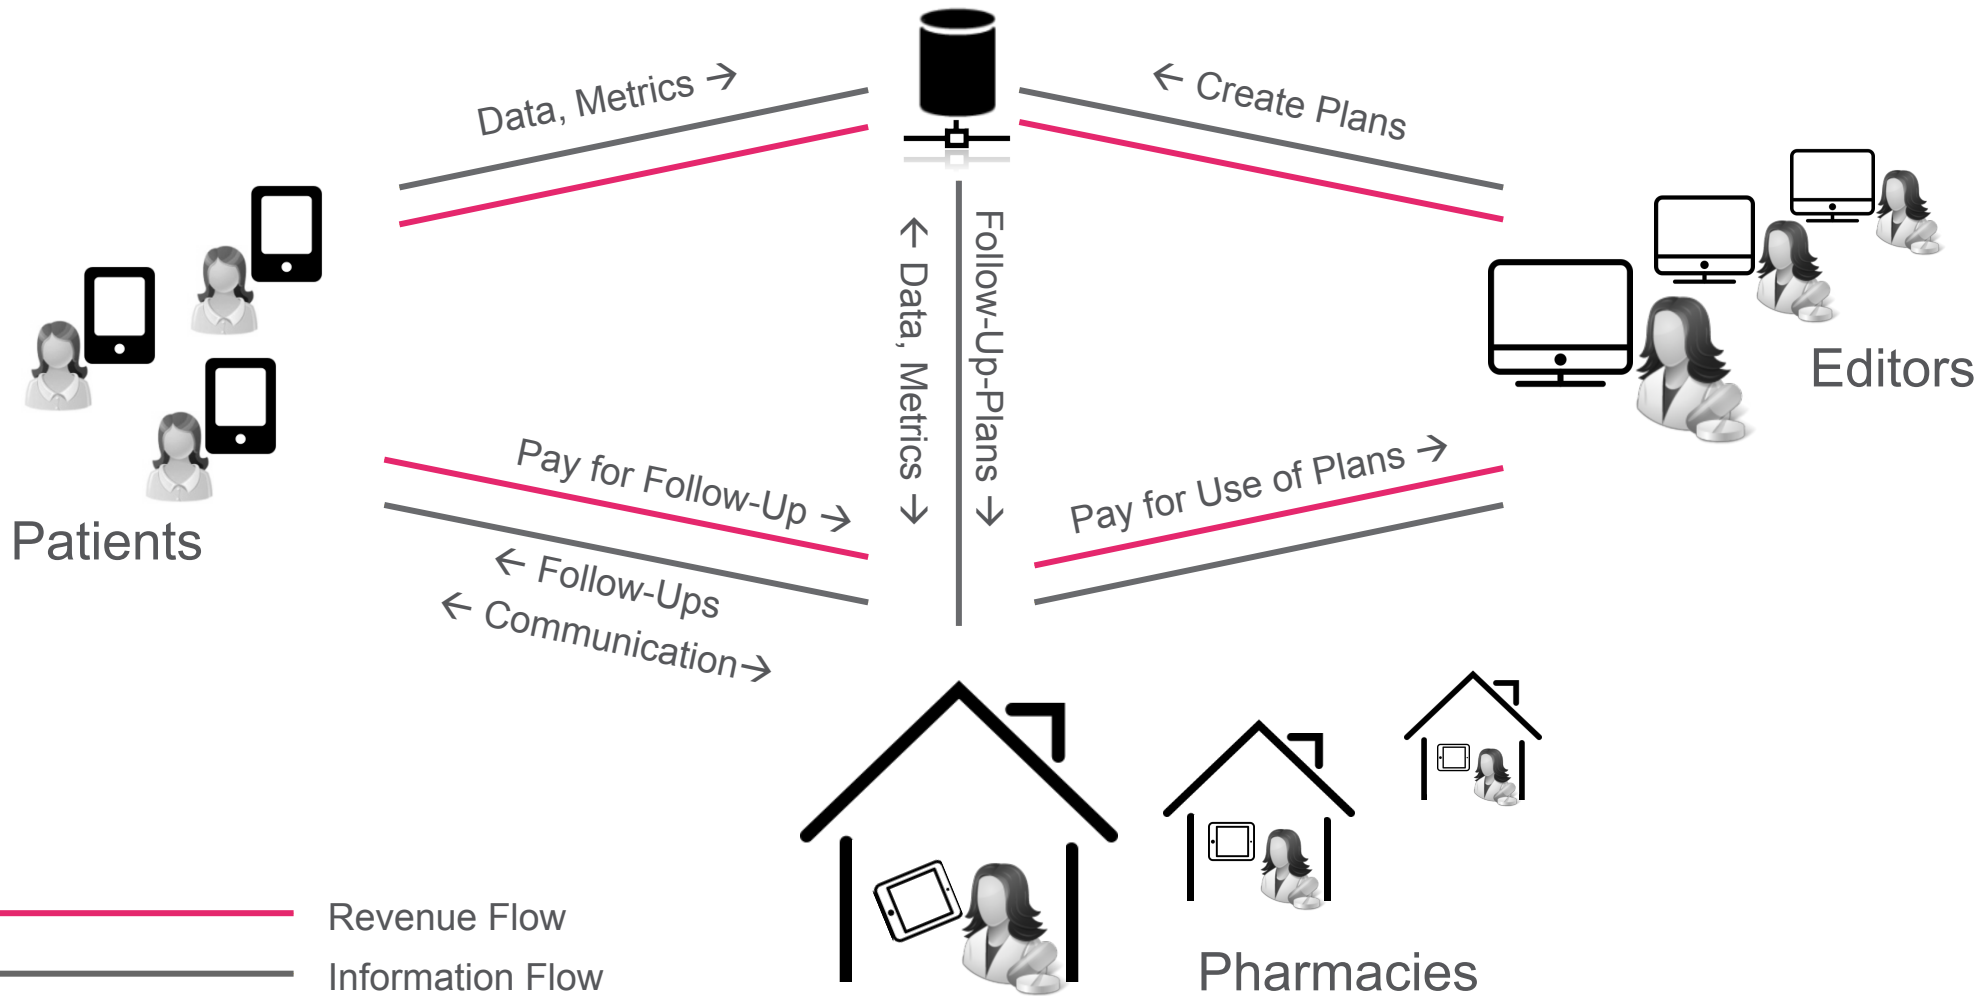 Data, Metrics →
← Create Plans
← Data, Metrics →
Follow-Up-Plans →
Editors
Patients
Pay for Follow-Up →
← Follow-Ups
← Communication→
Pay for Use of Plans →
Revenue Flow
Information Flow
Pharmacies